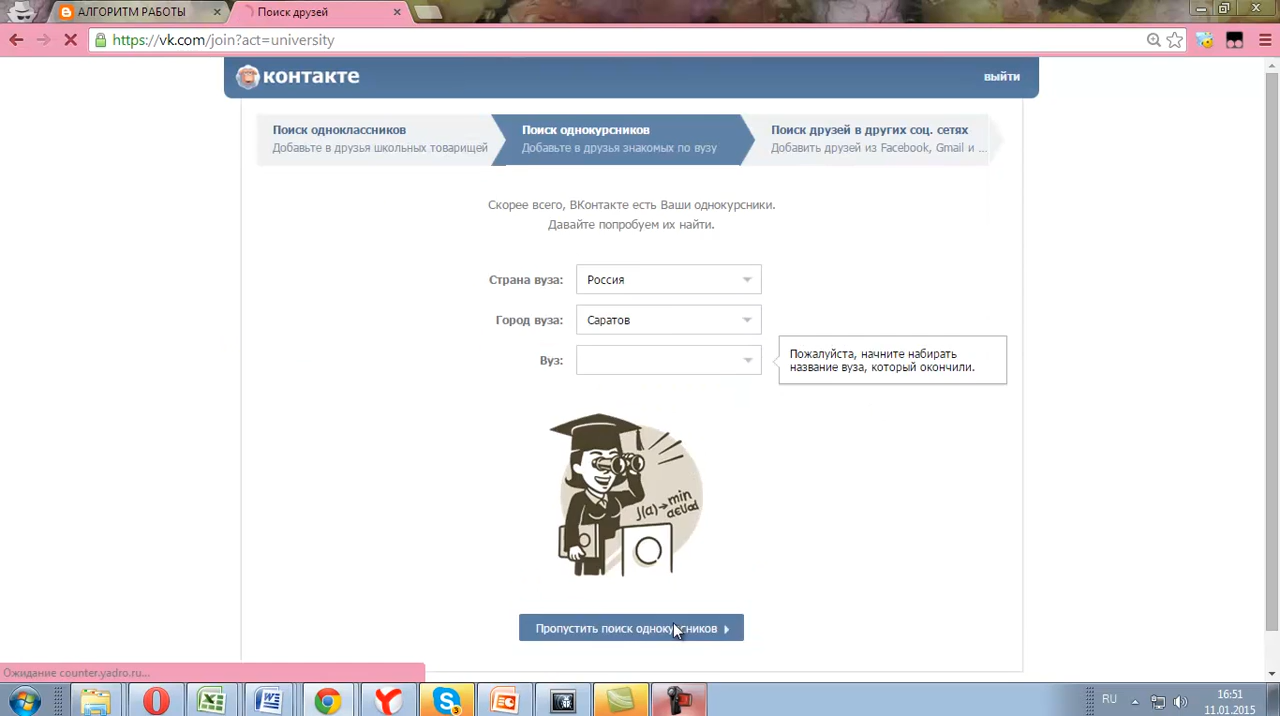 АЛГОРИТМ РАБОТЫ
Поиск друзей
https://vk.com/join?act=university
контакте
выйти
Поиск одноклассников
Добавьте в друзья школьных товарищей
Поиск однокурсников
Добавьте в друзья знакомых по вузу
Поиск друзей в других соц. сетях
Добавить друзей из Facebook, Gmail и ...
Скорее всего, ВКонтакте есть Ваши однокурсники.
Давайте попробуем их найти.
Страна вуза: Россия
Город вуза: Саратов
Вуз:
Пожалуйста, начните набирать
название вуза, который окончили.
∫(a)→min
a∈Uad
Пропустить поиск однокурсников
Ожидание counter.yadro.ru...
RU
16:51
11.01.2015